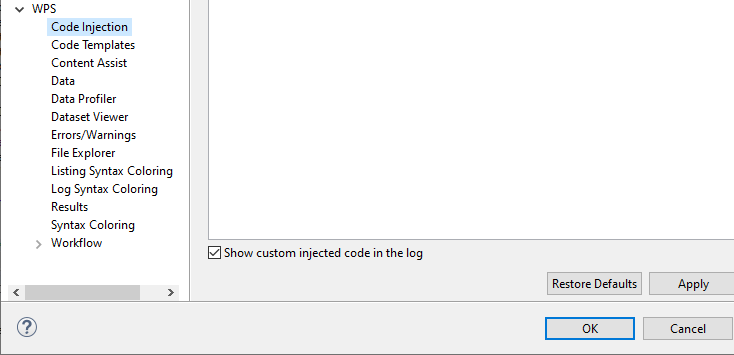 WPS
Code Injection
Code Templates
Content Assist
Data
Data Profiler
Dataset Viewer
Errors/Warnings
File Explorer
Listing Syntax Coloring
Log Syntax Coloring
Results
Syntax Coloring
Workflow
Show custom injected code in the log
Restore Defaults
Apply
OK
Cancel